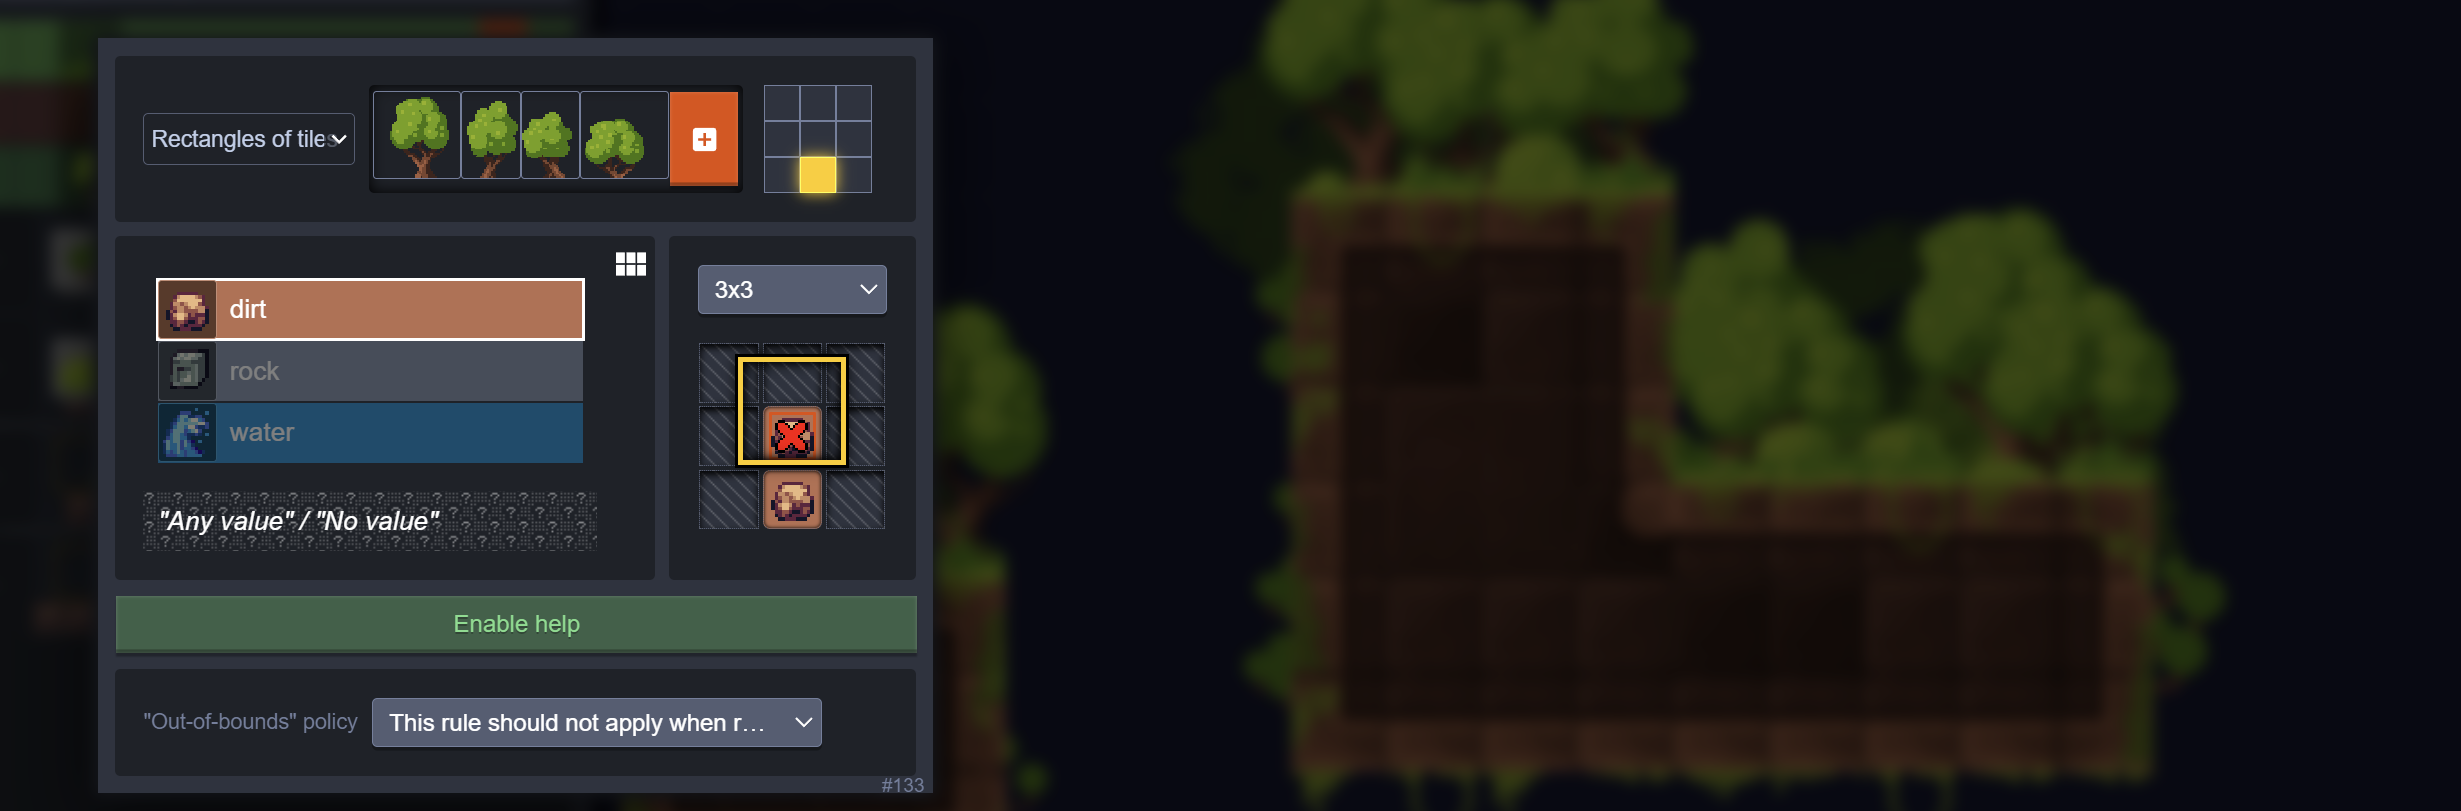 Rectangles of tiles
dirt
3x3
rock
water
"Any value" / "No value"
Enable help
"Out-of-bounds" policy
This rule should not apply when r…
#133